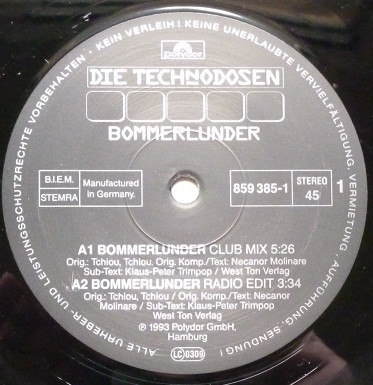 ALLE URHEBER- UND LEISTUNGSSCHUTZRECHTE VORBEHALTEN · KEIN VERLEIH! KEINE UNERLAUBTE VERVIELFÄLTIGUNG, VERMIETUNG · AUFFÜHRUNG, SENDUNG!
polydor
DIE TECHNODOSEN
BOMMERLUNDER
B.I.E.M.
STEMRA
Manufactured
in Germany.
859 385-1
STEREO
45
1
A1 BOMMERLUNDER CLUB MIX 5:26
Orig.: Tchiou, Tchiou. Orig. Komp./Text: Necanor Molinare
Sub-Text: Klaus-Peter Trimpop / West Ton Verlag
A2 BOMMERLUNDER RADIO EDIT 3:34
Orig.: Tchiou, Tchiou / Orig. Komp./Text: Necanor
Molinare / Sub-Text: Klaus-Peter Trimpop
West Ton Verlag
℗ 1993 Polydor GmbH,
Hamburg
LC 0309